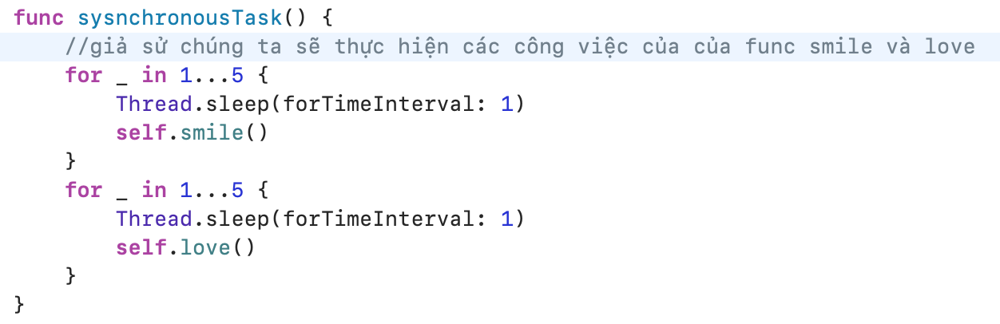 func sysnchronousTask() {
    //giả sử chúng ta sẽ thực hiện các công việc của của func smile và love
    for _ in 1...5 {
        Thread.sleep(forTimeInterval: 1)
        self.smile()
    }
    for _ in 1...5 {
        Thread.sleep(forTimeInterval: 1)
        self.love()
    }
}